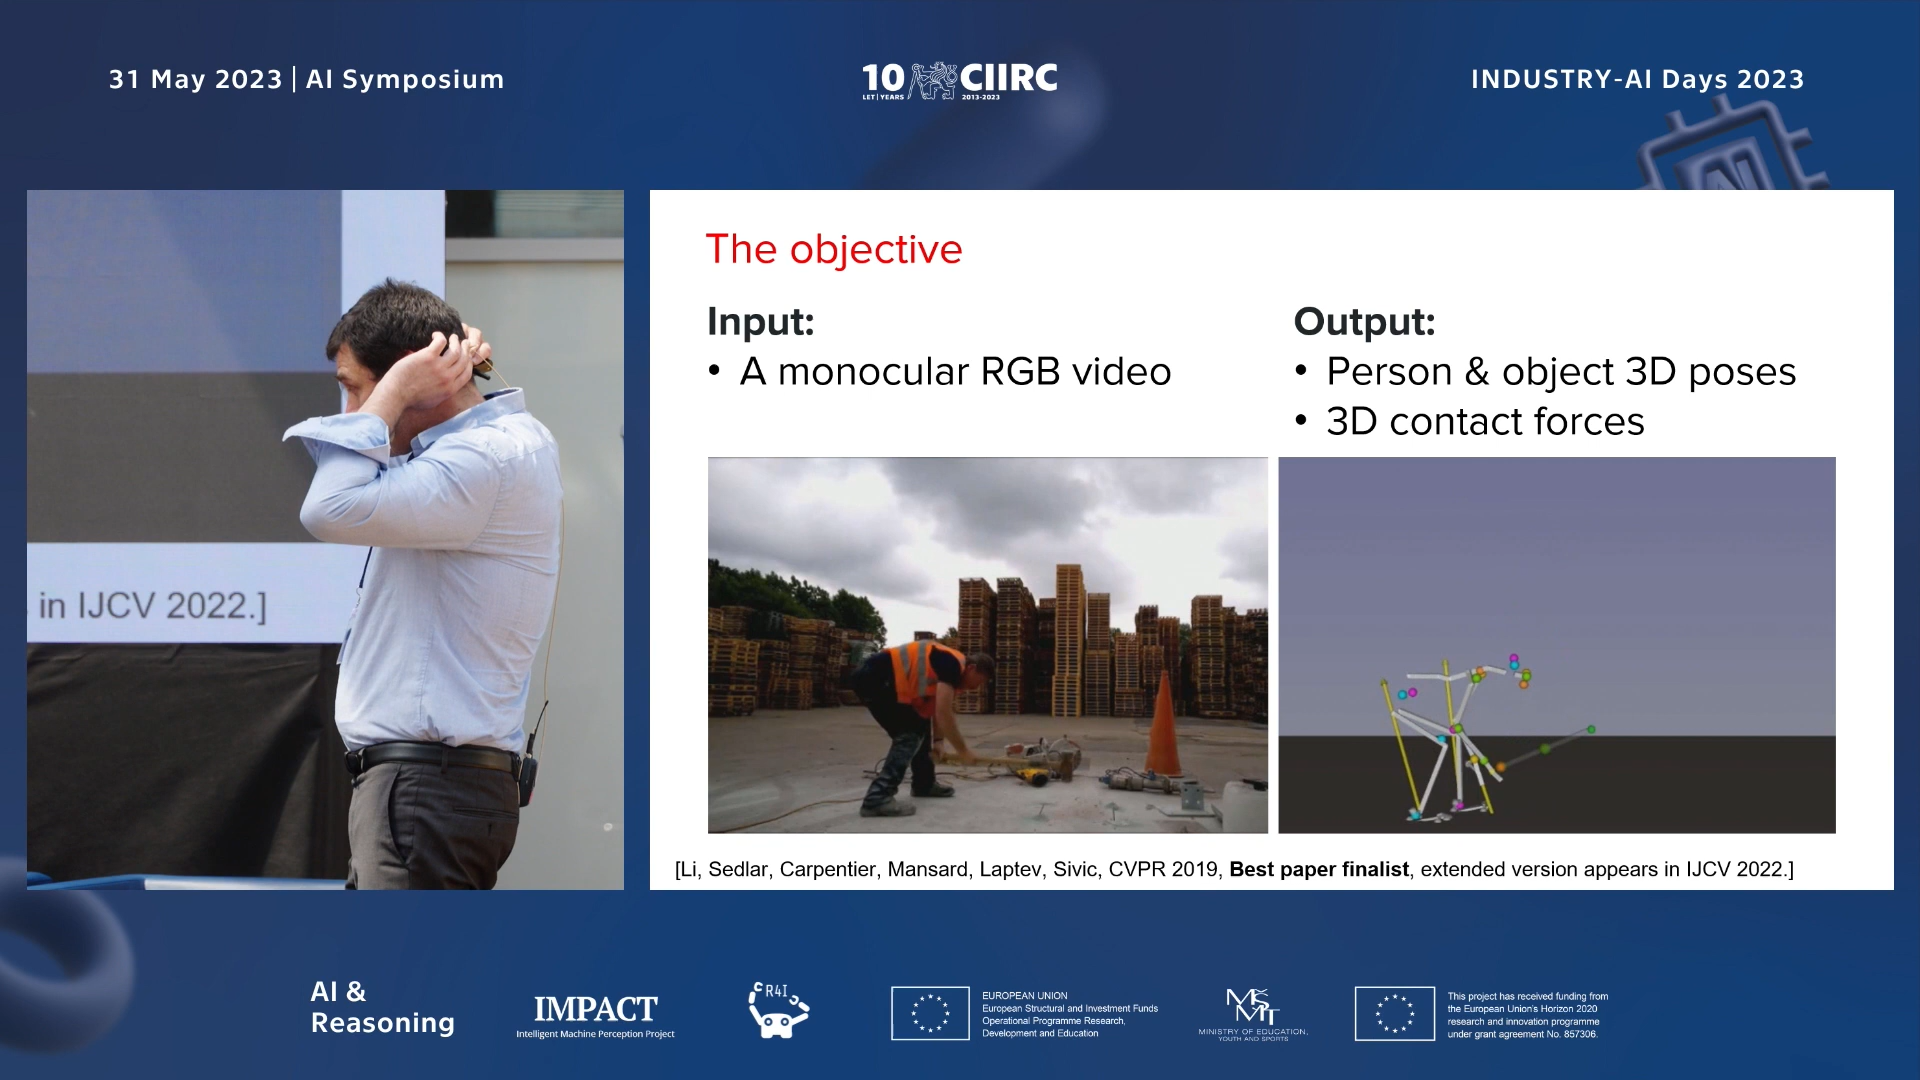 31 May 2023 | AI Symposium
10 CIIRC
LET | YEARS 2013-2023
INDUSTRY-AI Days 2023
AI
in IJCV 2022.]
The objective
Input:
• A monocular RGB video
Output:
• Person & object 3D poses
• 3D contact forces
[Li, Sedlar, Carpentier, Mansard, Laptev, Sivic, CVPR 2019, Best paper finalist, extended version appears in IJCV 2022.]
AI &
Reasoning
IMPACT
Intelligent Machine Perception Project
R4I
EUROPEAN UNION
European Structural and Investment Funds
Operational Programme Research,
Development and Education
MŠMT
MINISTRY OF EDUCATION,
YOUTH AND SPORTS
This project has received funding from
the European Union's Horizon 2020
research and innovation programme
under grant agreement No. 857306.